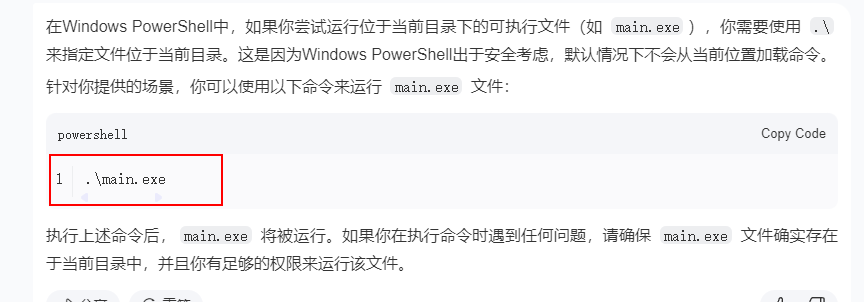 在Windows PowerShell中，如果你尝试运行位于当前目录下的可执行文件（如 main.exe ），你需要使用 .\
来指定文件位于当前目录。这是因为Windows PowerShell出于安全考虑，默认情况下不会从当前位置加载命令。
针对你提供的场景，你可以使用以下命令来运行 main.exe 文件：
powershell Copy Code
1 .\main.exe
执行上述命令后， main.exe 将被运行。如果你在执行命令时遇到任何问题，请确保 main.exe 文件确实存在
于当前目录中，并且你有足够的权限来运行该文件。